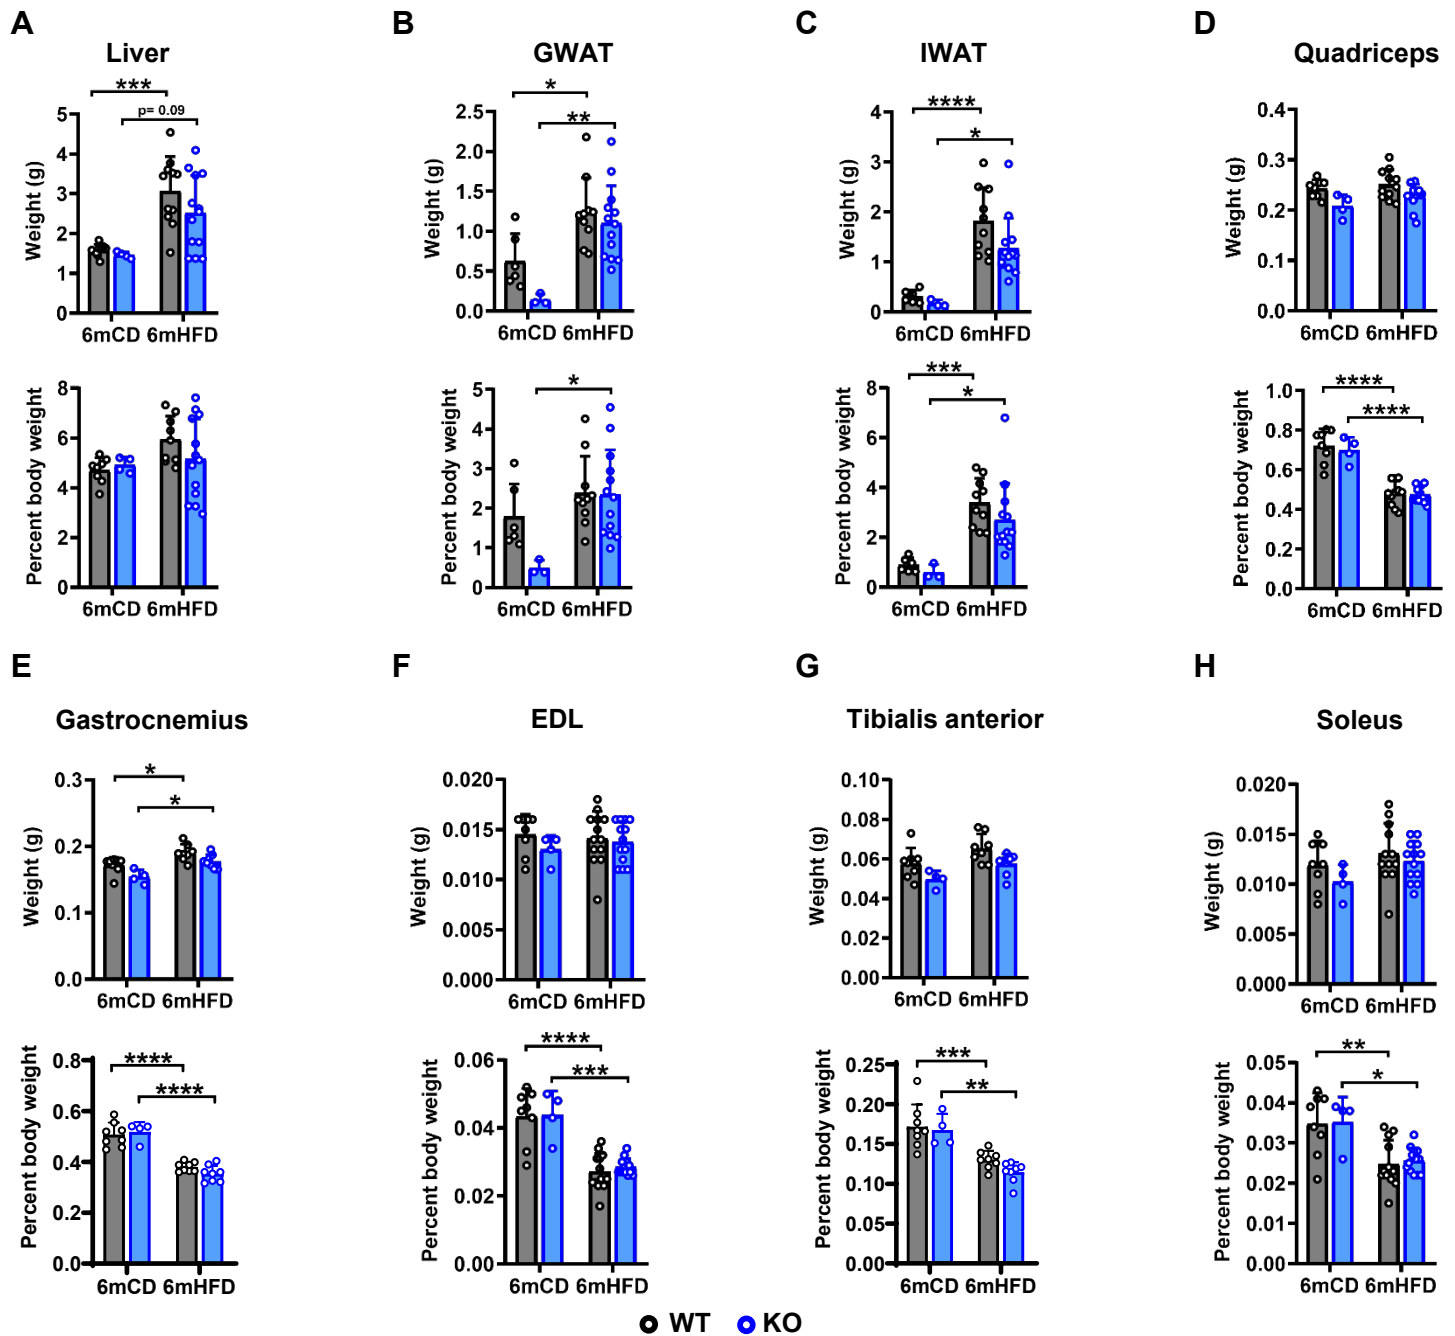 A
B
C
D
Liver
GWAT
IWAT
Quadriceps
***
p= 0.09
Weight (g)
5
4
3
2
1
0
6mCD 6mHFD
*
**
Weight (g)
2.5
2.0
1.5
1.0
0.5
0.0
6mCD 6mHFD
****
*
Weight (g)
4
3
2
1
0
6mCD 6mHFD
Weight (g)
0.4
0.3
0.2
0.1
0.0
6mCD 6mHFD
Percent body weight
8
6
4
2
0
6mCD 6mHFD
*
Percent body weight
5
4
3
2
1
0
6mCD 6mHFD
***
*
Percent body weight
8
6
4
2
0
6mCD 6mHFD
****
****
Percent body weight
1.0
0.8
0.6
0.4
0.2
0.0
6mCD 6mHFD
E
F
G
H
Gastrocnemius
EDL
Tibialis anterior
Soleus
*
*
Weight (g)
0.3
0.2
0.1
0.0
6mCD 6mHFD
Weight (g)
0.020
0.015
0.010
0.005
0.000
6mCD 6mHFD
Weight (g)
0.10
0.08
0.06
0.04
0.02
0.00
6mCD 6mHFD
Weight (g)
0.020
0.015
0.010
0.005
0.000
6mCD 6mHFD
****
****
Percent body weight
0.8
0.6
0.4
0.2
0.0
6mCD 6mHFD
****
***
Percent body weight
0.06
0.04
0.02
0.00
6mCD 6mHFD
***
**
Percent body weight
0.25
0.20
0.15
0.10
0.05
0.00
6mCD 6mHFD
**
*
Percent body weight
0.05
0.04
0.03
0.02
0.01
0.00
6mCD 6mHFD
WT KO